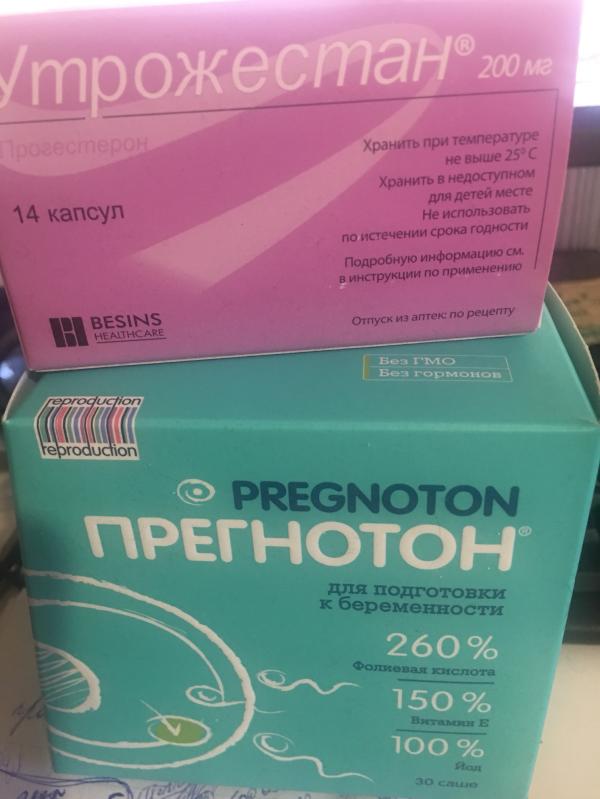 Утрожестан® 200 мг
Прогестерон
14 капсул
Хранить при температуре
не выше 25° С
Хранить в недоступном
для детей месте
Не использовать
по истечении срока годности
Подробную информацию см.
в инструкции по применению
Отпуск из аптек: по рецепту
BESINS
HEALTHCARE
Без ГМО
Без гормонов
reproduction
reproduction
PREGNOTON
ПРЕГНОТОН®
для подготовки
к беременности
260%
Фолиевая кислота
150%
Витамин Е
100%
Йод
30 саше